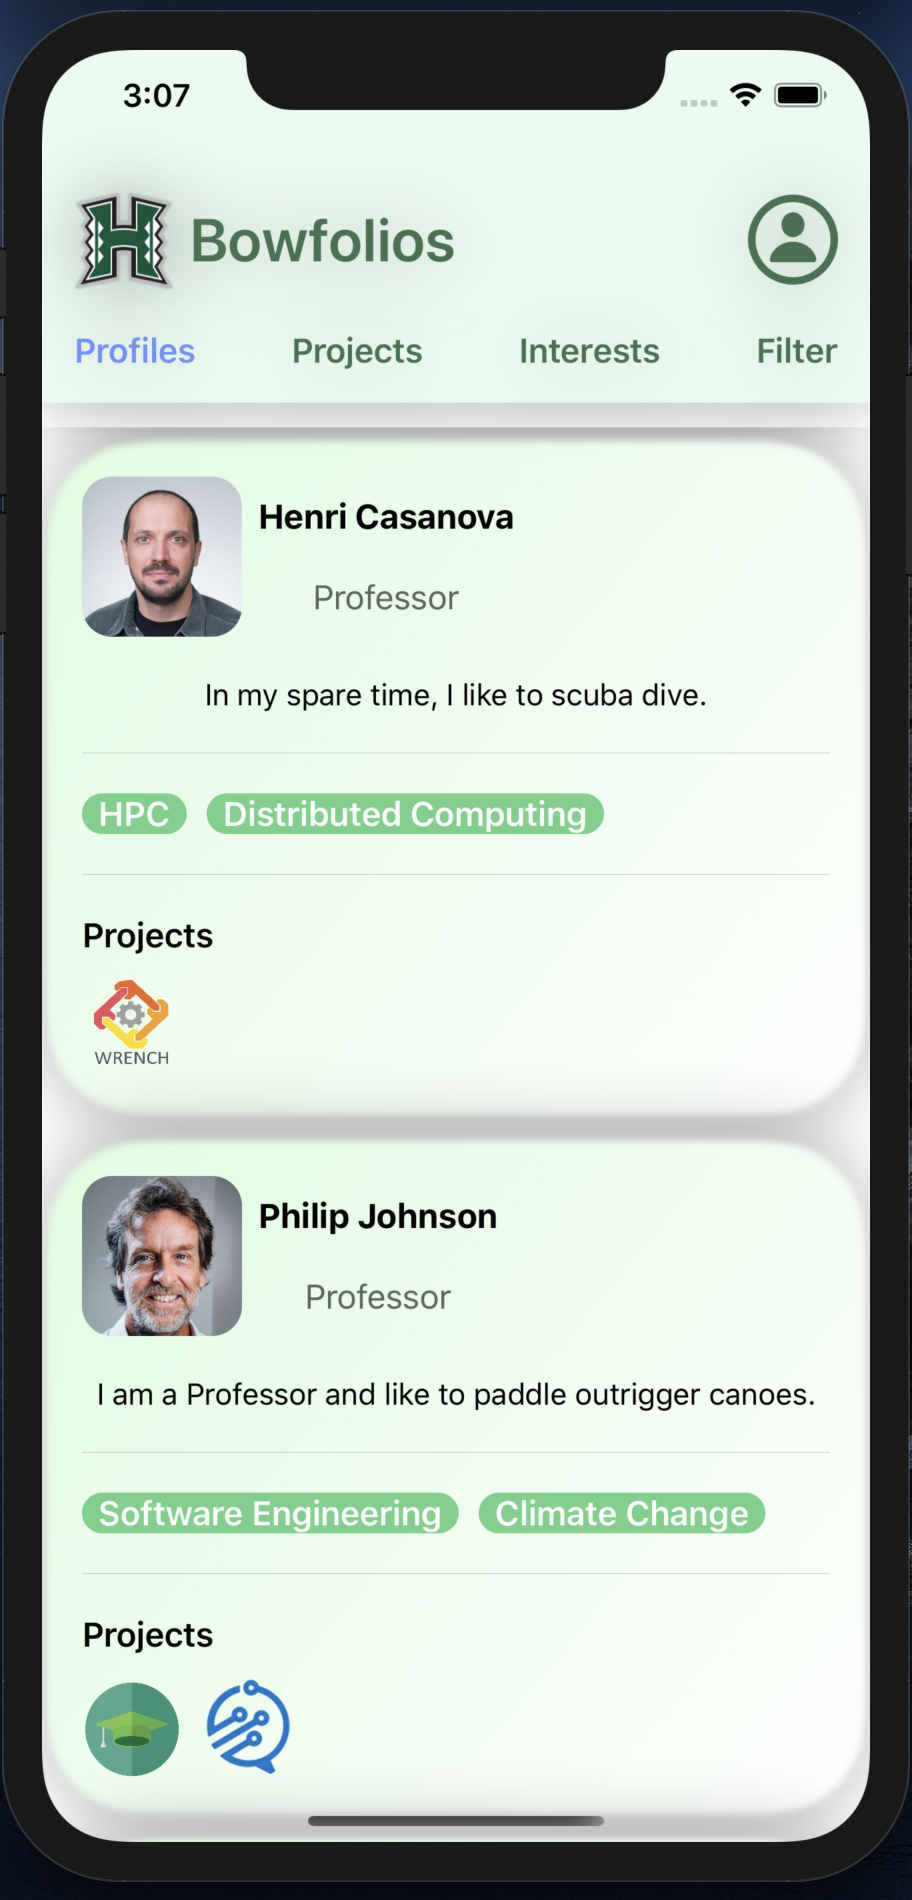 3:07
H
Bowfolios
Profiles Projects Interests Filter
Henri Casanova
Professor
In my spare time, I like to scuba dive.
HPC Distributed Computing
Projects
WRENCH
Philip Johnson
Professor
I am a Professor and like to paddle outrigger canoes.
Software Engineering Climate Change
Projects